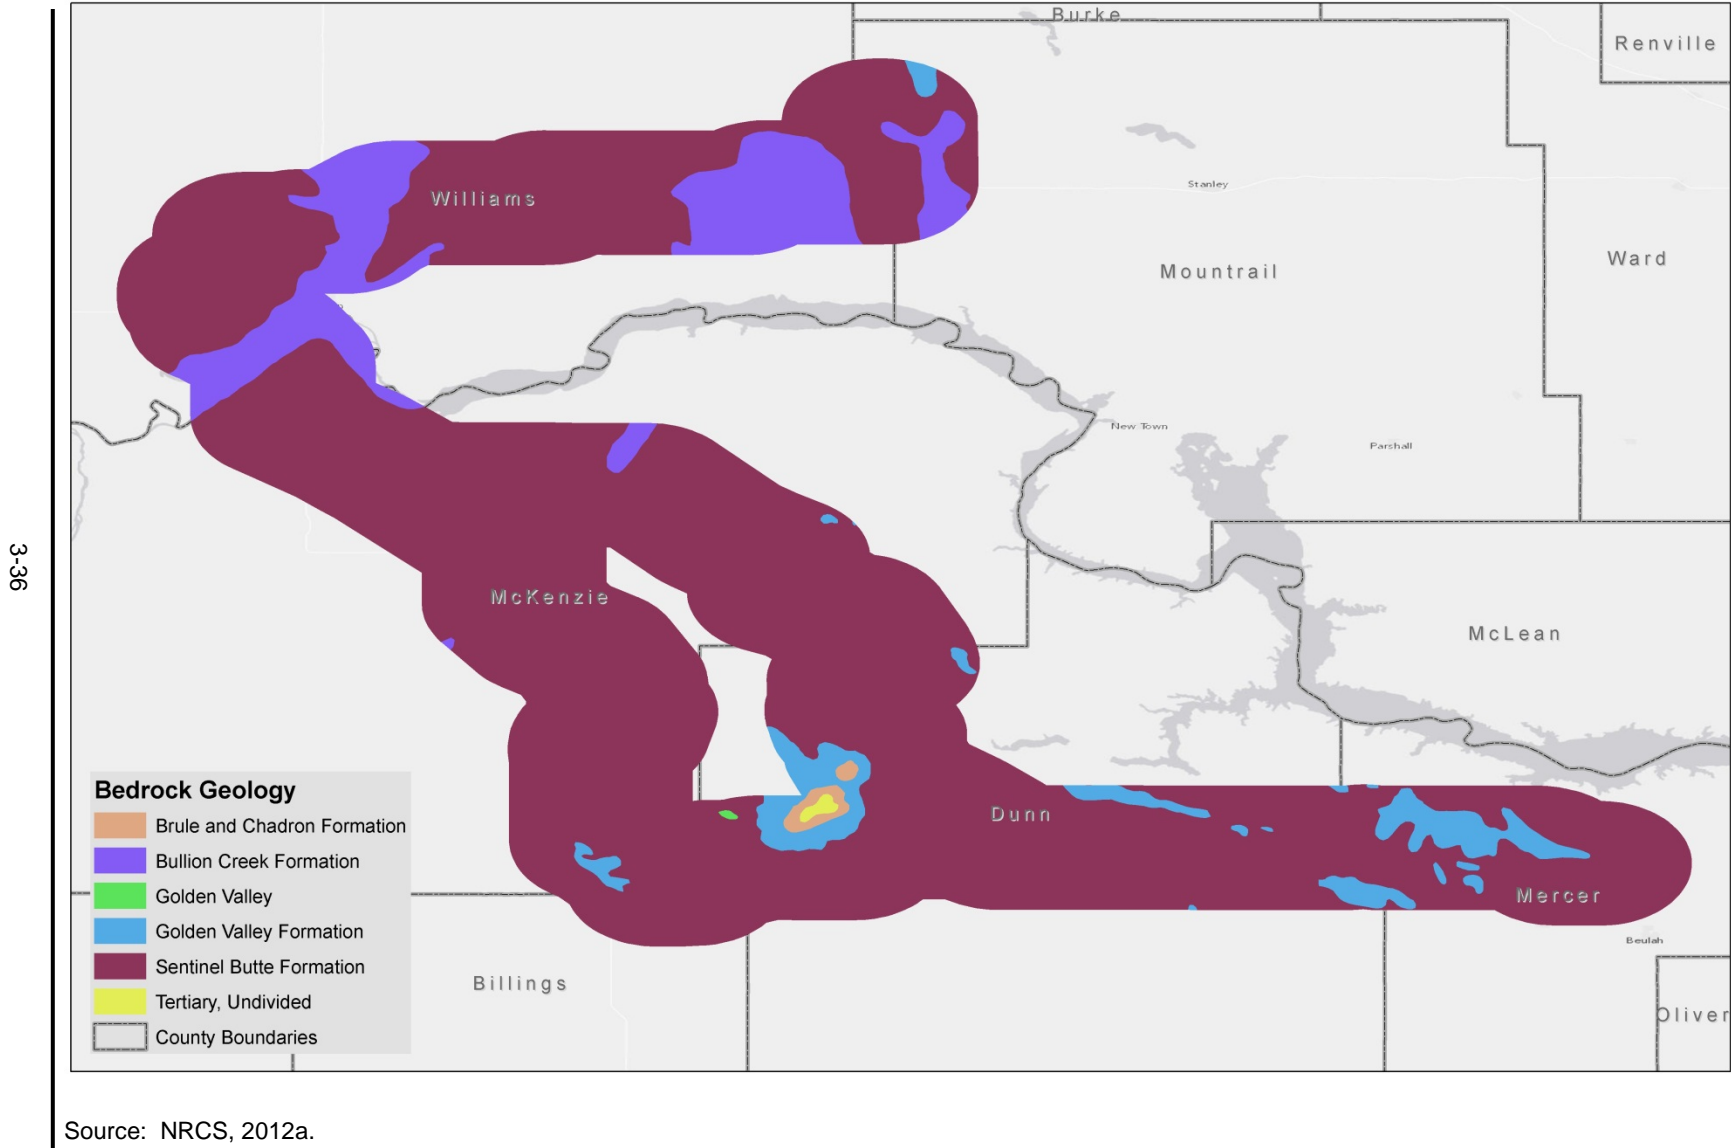 Burke
Renville
Williams
Stanley
Ward
Mountrail
New Town
Parshall
3-36
McKenzie
McLean
Bedrock Geology
Brule and Chadron Formation
Bullion Creek Formation
Golden Valley
Golden Valley Formation
Sentinel Butte Formation
Tertiary, Undivided
County Boundaries
Dunn
Mercer
Beulah
Billings
Oliver
Source: NRCS, 2012a.